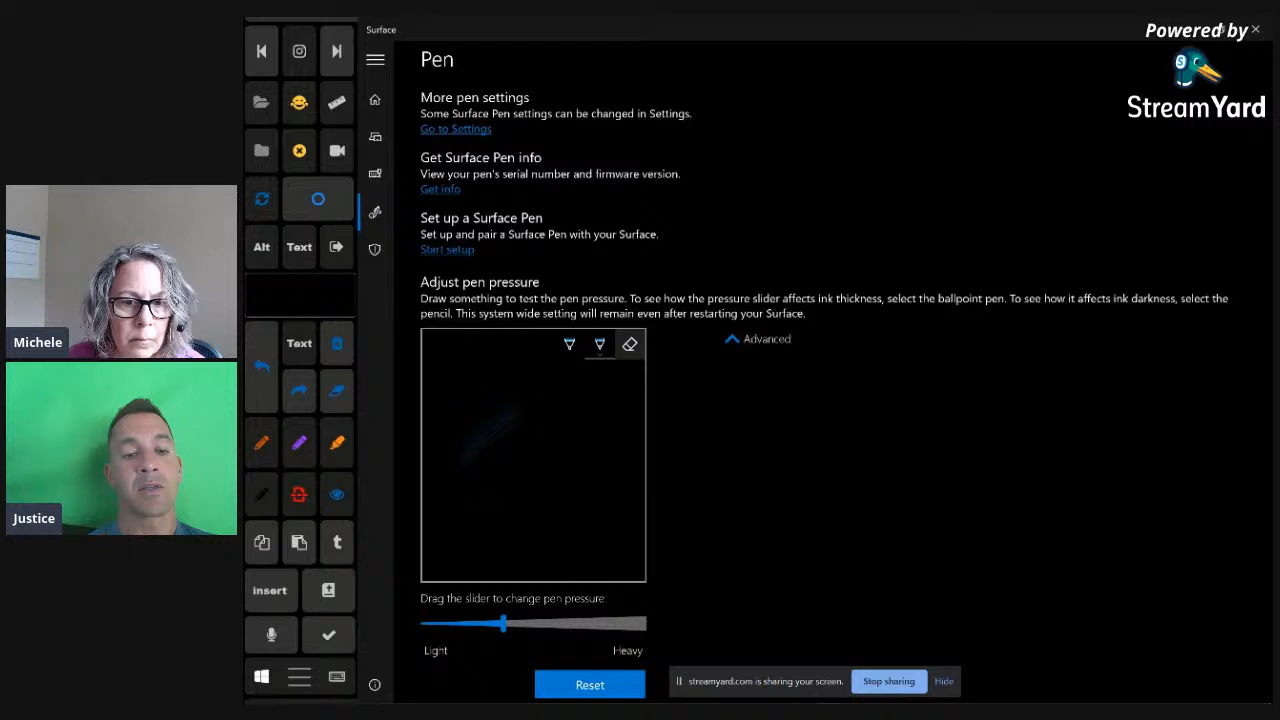 Surface
Powered by
StreamYard
Pen
More pen settings
Some Surface Pen settings can be changed in Settings.
Go to Settings
Get Surface Pen info
View your pen's serial number and firmware version.
Get info
Set up a Surface Pen
Set up and pair a Surface Pen with your Surface.
Start setup
Adjust pen pressure
Draw something to test the pen pressure. To see how the pressure slider affects ink thickness, select the ballpoint pen. To see how it affects ink darkness, select the
pencil. This system wide setting will remain even after restarting your Surface.
Advanced
Drag the slider to change pen pressure:
Light Heavy
Reset
streamyard.com is sharing your screen. Stop sharing Hide
Alt Text
Text
t
insert
Michele
Justice